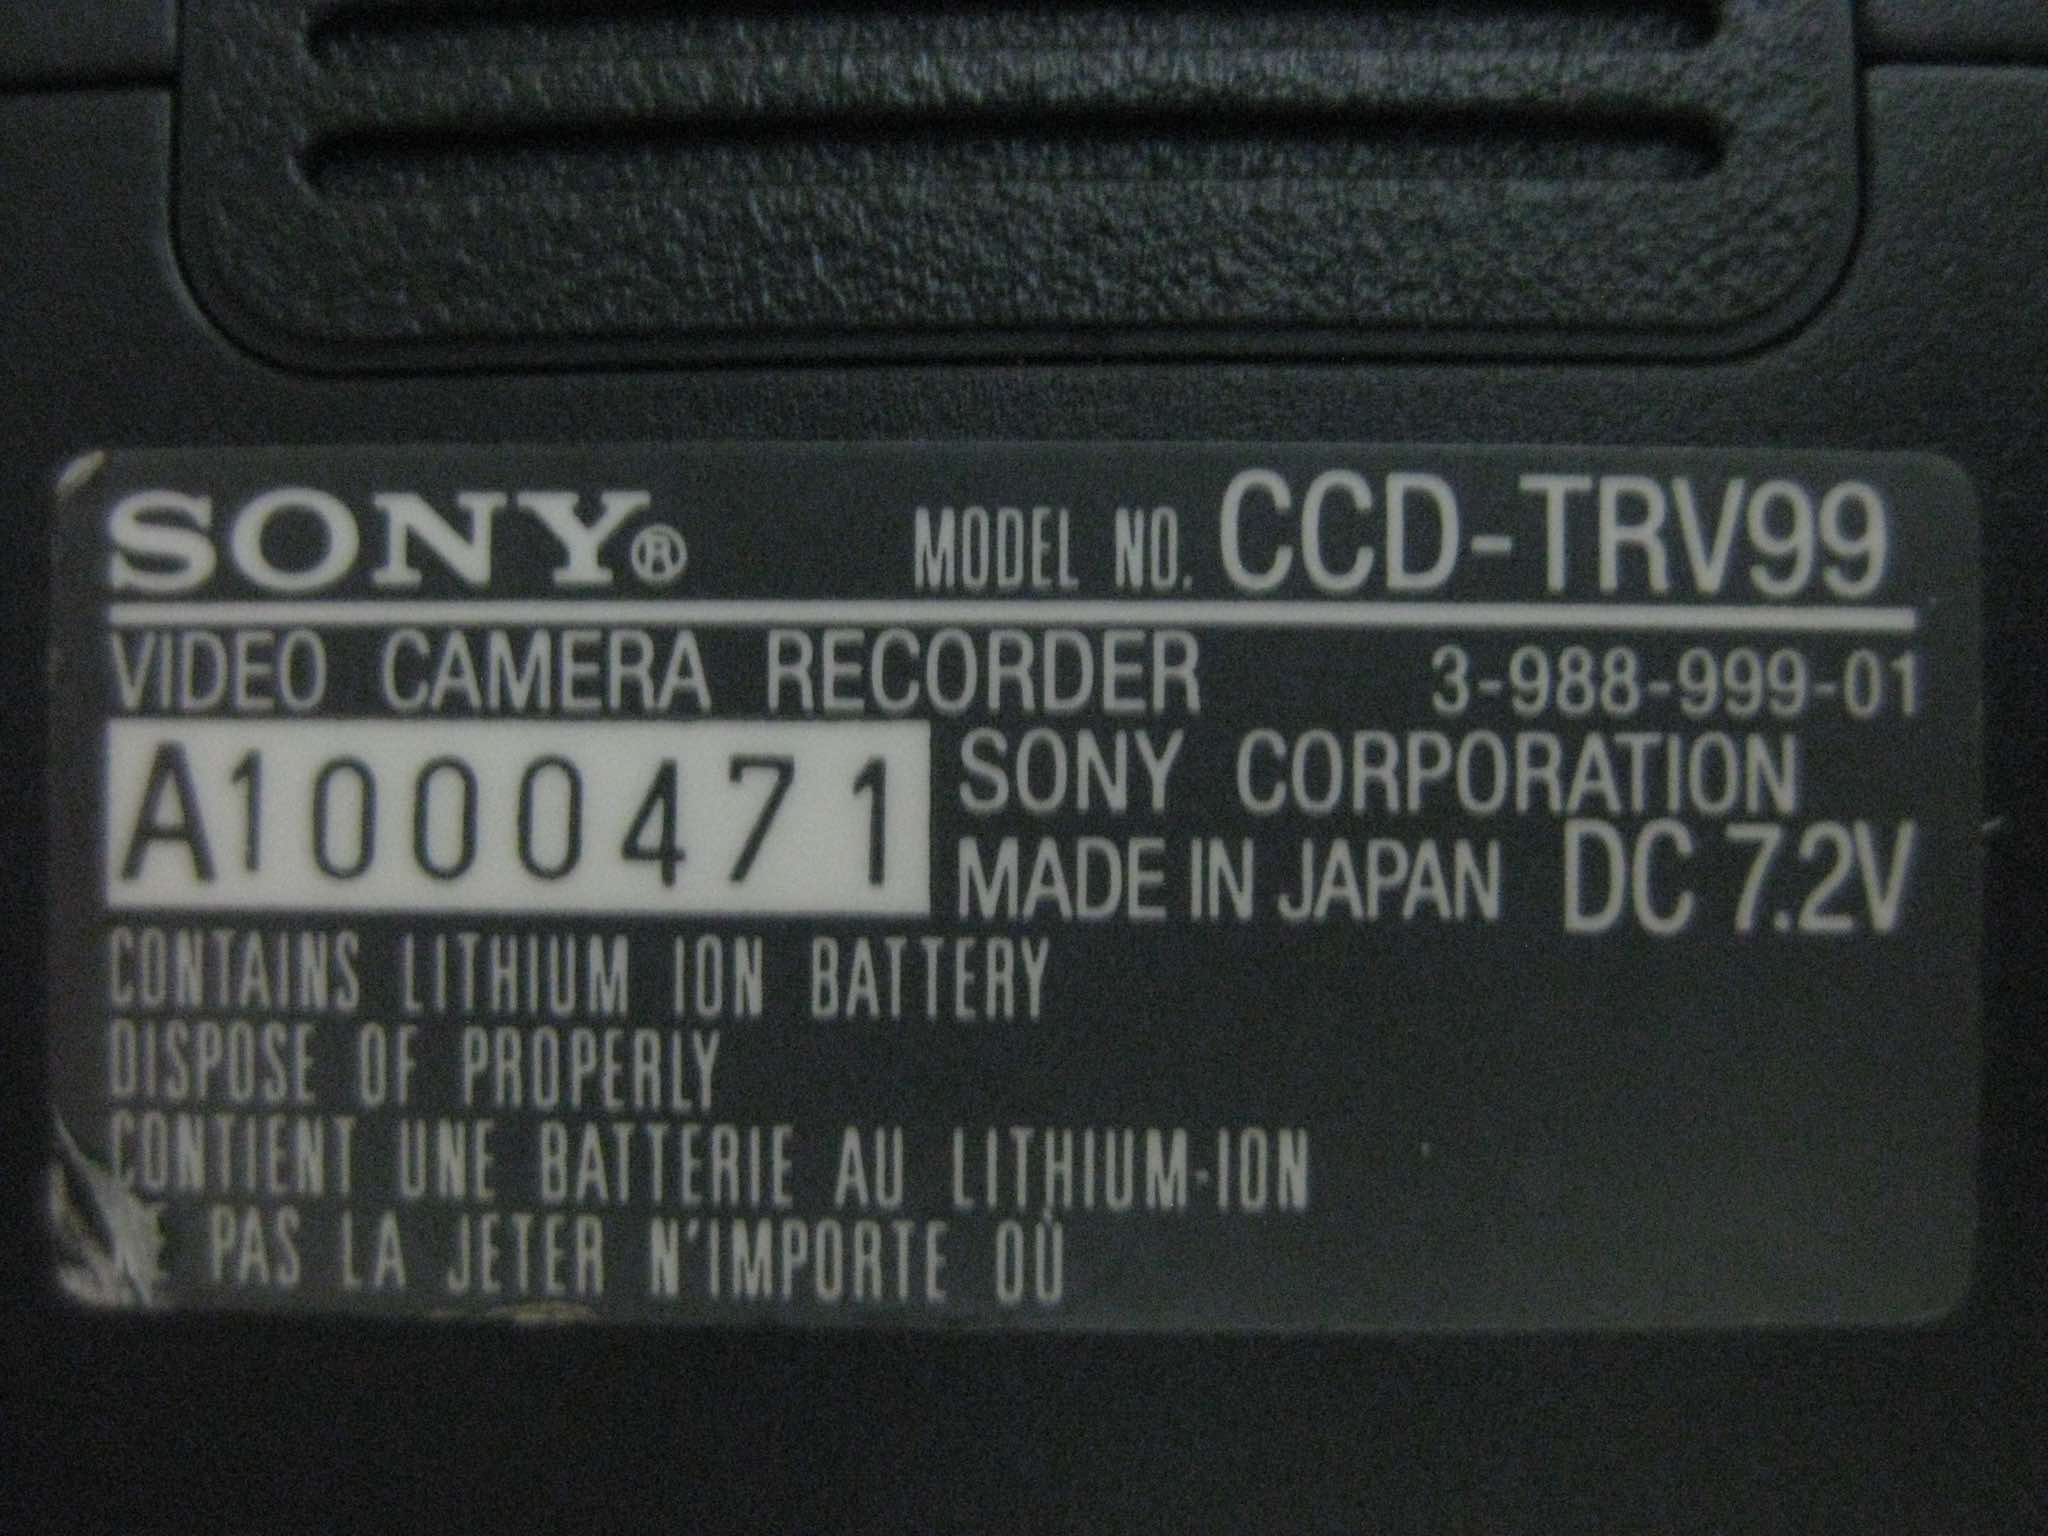 SONY® MODEL NO. CCD-TRV99
VIDEO CAMERA RECORDER 3-988-999-01
A1000471 SONY CORPORATION
MADE IN JAPAN DC 7.2V
CONTAINS LITHIUM ION BATTERY
DISPOSE OF PROPERLY
CONTIENT UNE BATTERIE AU LITHIUM-ION
NE PAS LA JETER N'IMPORTE OÙ